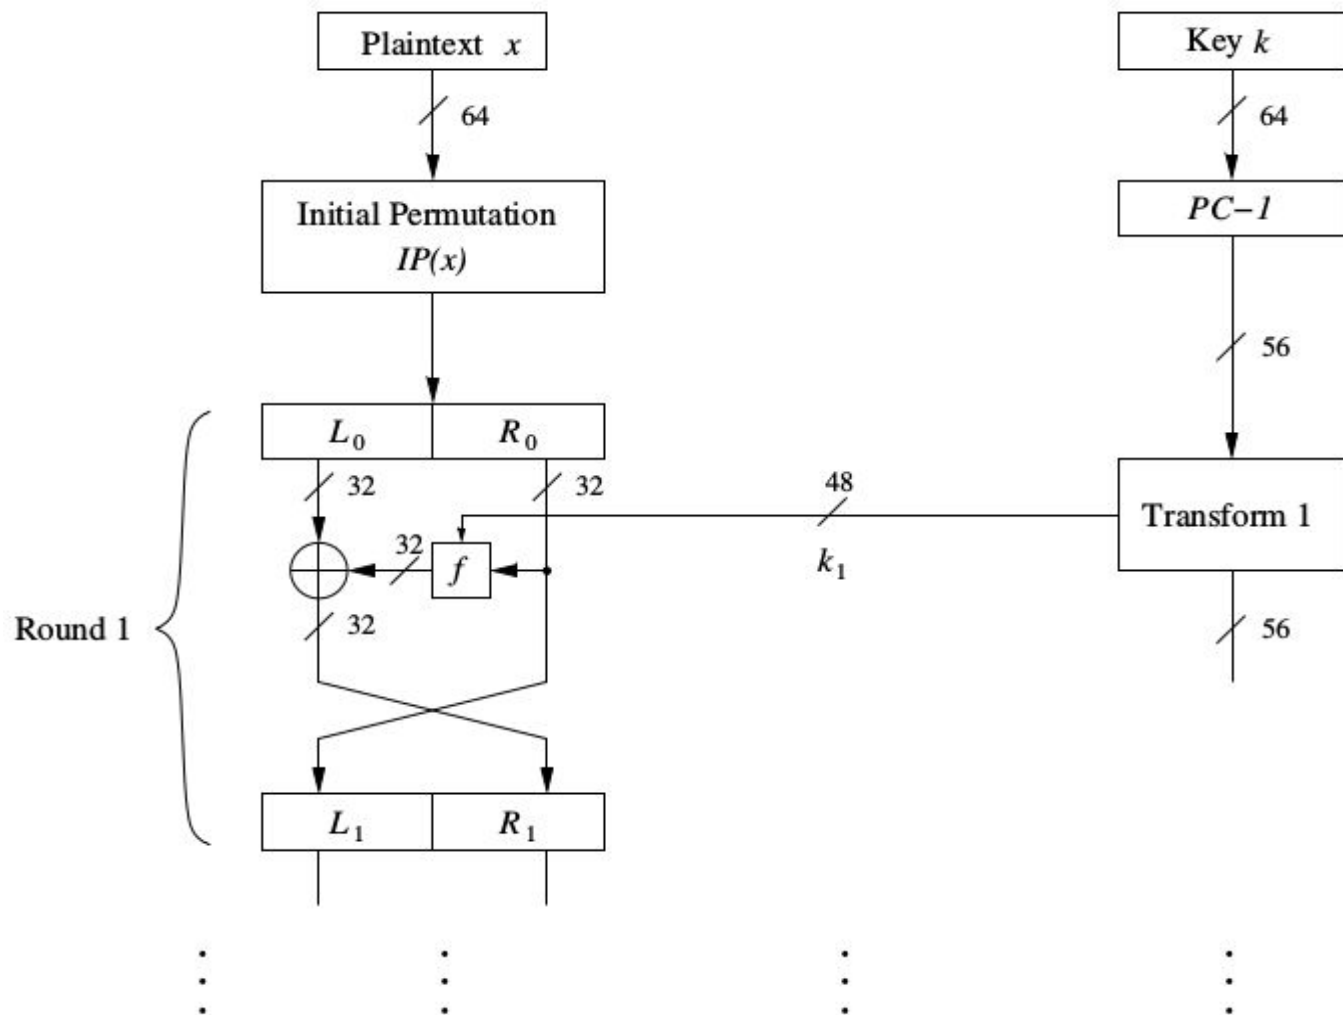 Plaintext x
Key k
64
64
Initial Permutation
IP(x)
PC–1
56
L0
R0
32
32
48
Transform 1
32
f
k1
32
56
Round 1
L1
R1